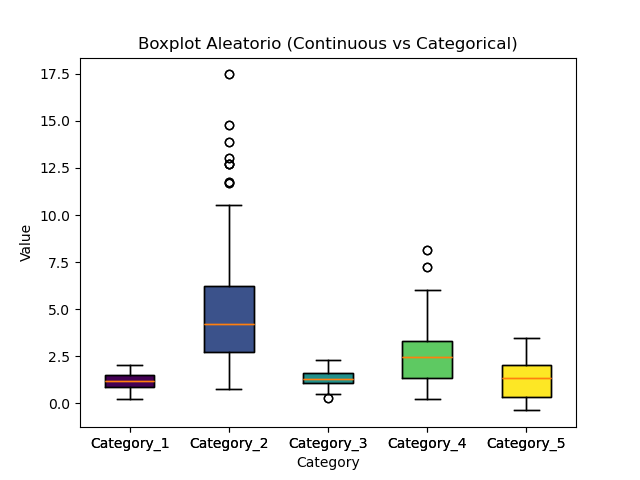 Boxplot Aleatorio (Continuous vs Categorical)
17.5
15.0
12.5
10.0
7.5
5.0
2.5
0.0
Value
Category_1 Category_2 Category_3 Category_4 Category_5
Category